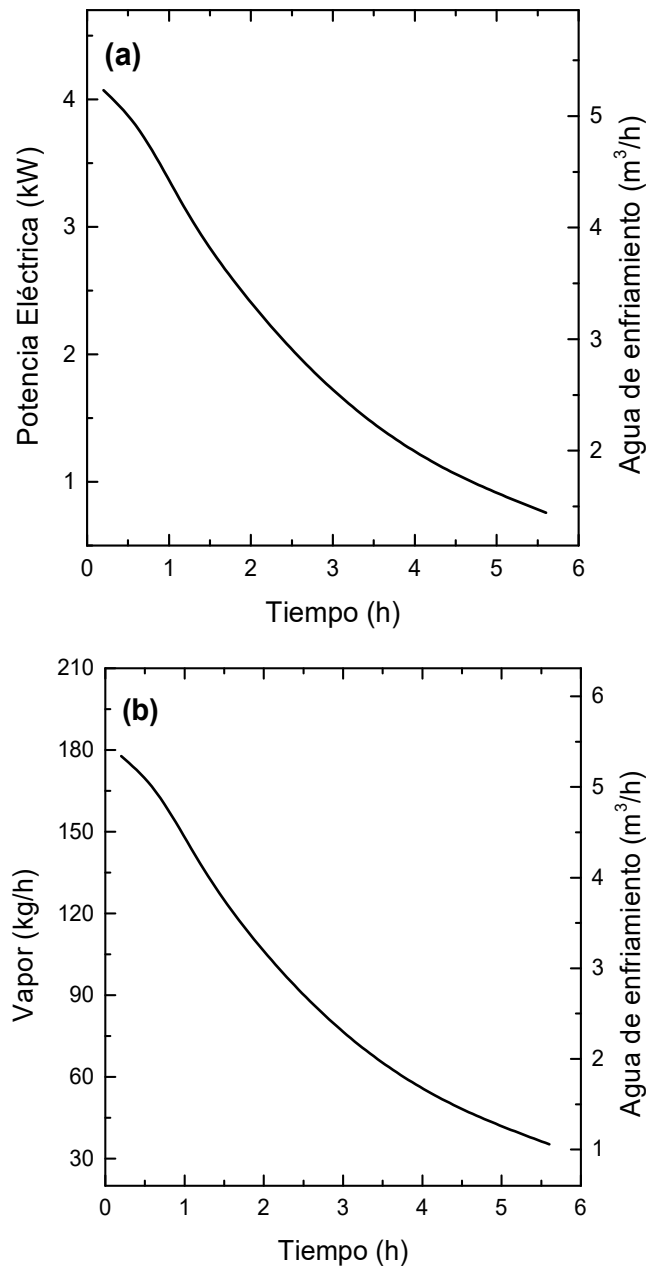 (a)
Potencia Eléctrica (kW)
4
3
2
1
Agua de enfriamiento (m³/h)
5
4
3
2
0 1 2 3 4 5 6
Tiempo (h)
(b)
Vapor (kg/h)
210
180
150
120
90
60
30
Agua de enfriamiento (m³/h)
6
5
4
3
2
1
0 1 2 3 4 5 6
Tiempo (h)